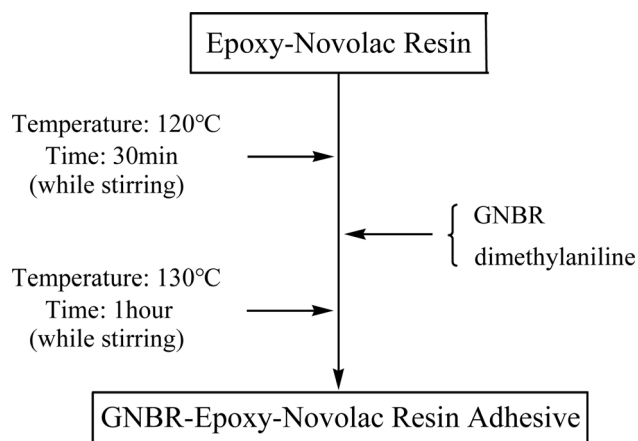 Epoxy-Novolac Resin
Temperature: 120℃
Time: 30min
(while stirring)
GNBR
dimethylaniline
Temperature: 130℃
Time: 1hour
(while stirring)
GNBR-Epoxy-Novolac Resin Adhesive